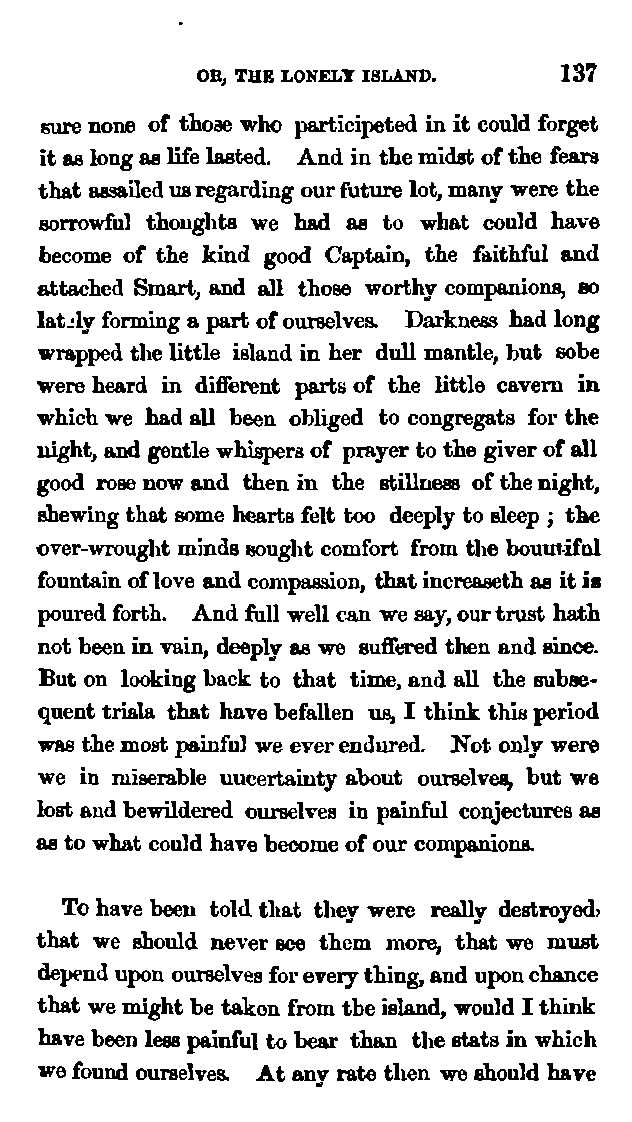 OR, THE LONELY ISLAND. 137
sure none of those who participeted in it could forget
it as long as life lasted. And in the midst of the fears
that assailed us regarding our future lot, many were the
sorrowful thoughts we had as to what could have
become of the kind good Captain, the faithful and
attached Smart, and all those worthy companions, so
lately forming a part of ourselves. Darkness had long
wrapped the little island in her dull mantle, but sobs
were heard in different parts of the little cavern in
which we had all been obliged to congregats for the
night, and gentle whispers of prayer to the giver of all
good rose now and then in the stillness of the night,
shewing that some hearts felt too deeply to sleep ; the
over-wrought minds sought comfort from the bountiful
fountain of love and compassion, that increaseth as it is
poured forth. And full well can we say, our trust hath
not been in vain, deeply as we suffered then and since.
But on looking back to that time, and all the subse-
quent trials that have befallen us, I think this period
was the most painful we ever endured. Not only were
we in miserable uucertainty about ourselves, but we
lost and bewildered ourselves in painful conjectures as
as to what could have become of our companions.
To have been told that they were really destroyed,
that we should never see them more, that we must
depend upon ourselves for every thing, and upon chance
that we might be taken from the island, would I think
have been less painful to bear than the stats in which
we found ourselves. At any rate then we should have